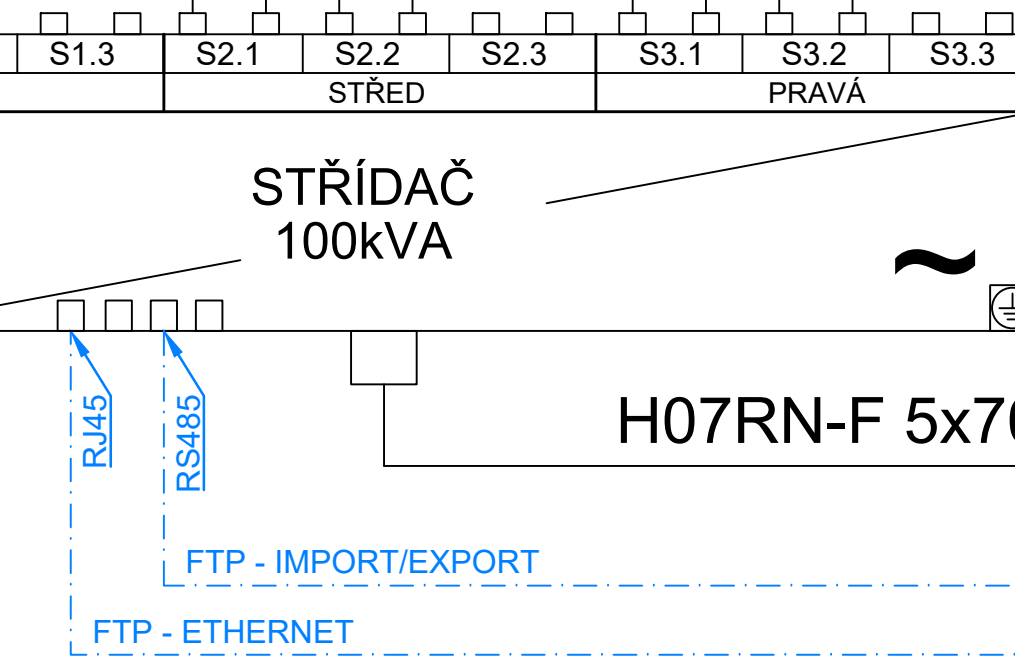 S1.3 S2.1 S2.2 S2.3 S3.1 S3.2 S3.3
STŘED PRAVÁ
STŘÍDAČ
100kVA
~
H07RN-F
RJ45
RS485
FTP - IMPORT/EXPORT
FTP - ETHERNET